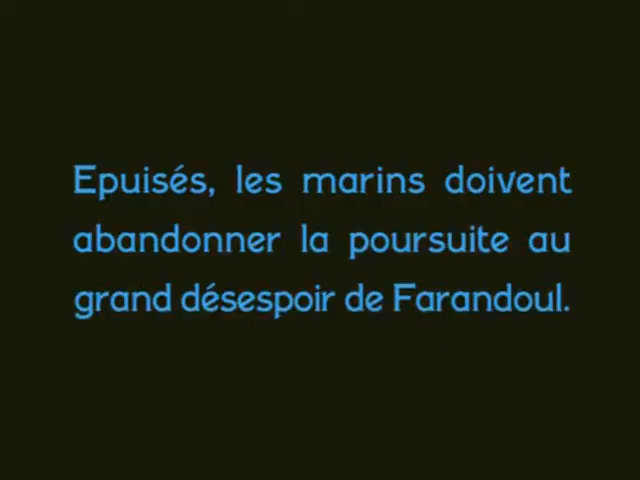 Epuisés, les marins doivent
abandonner la poursuite au
grand désespoir de Farandoul.